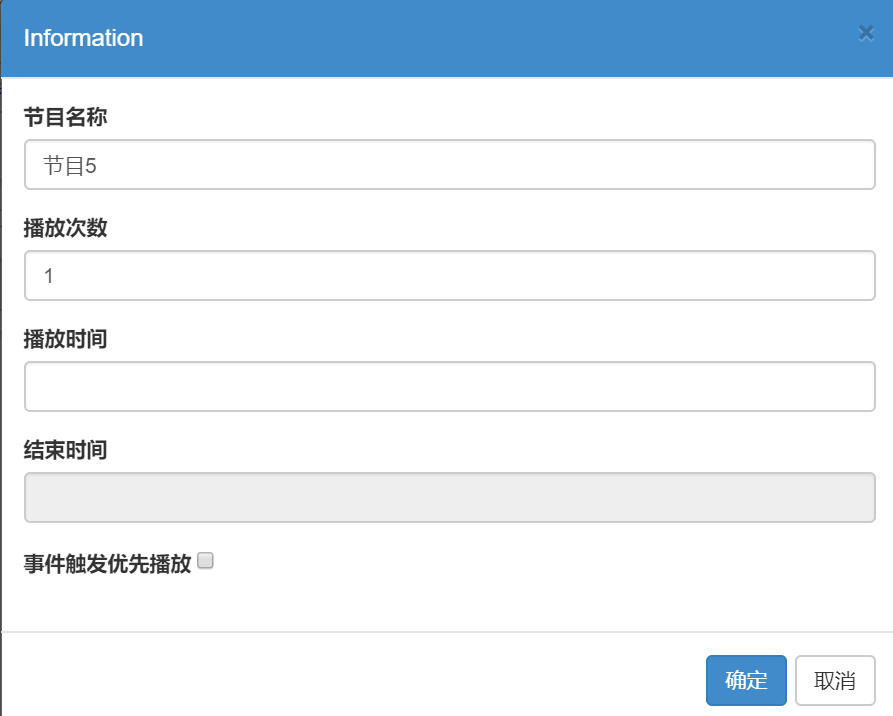 Information
节目名称
节目5
播放次数
1
播放时间
结束时间
事件触发优先播放
确定 取消